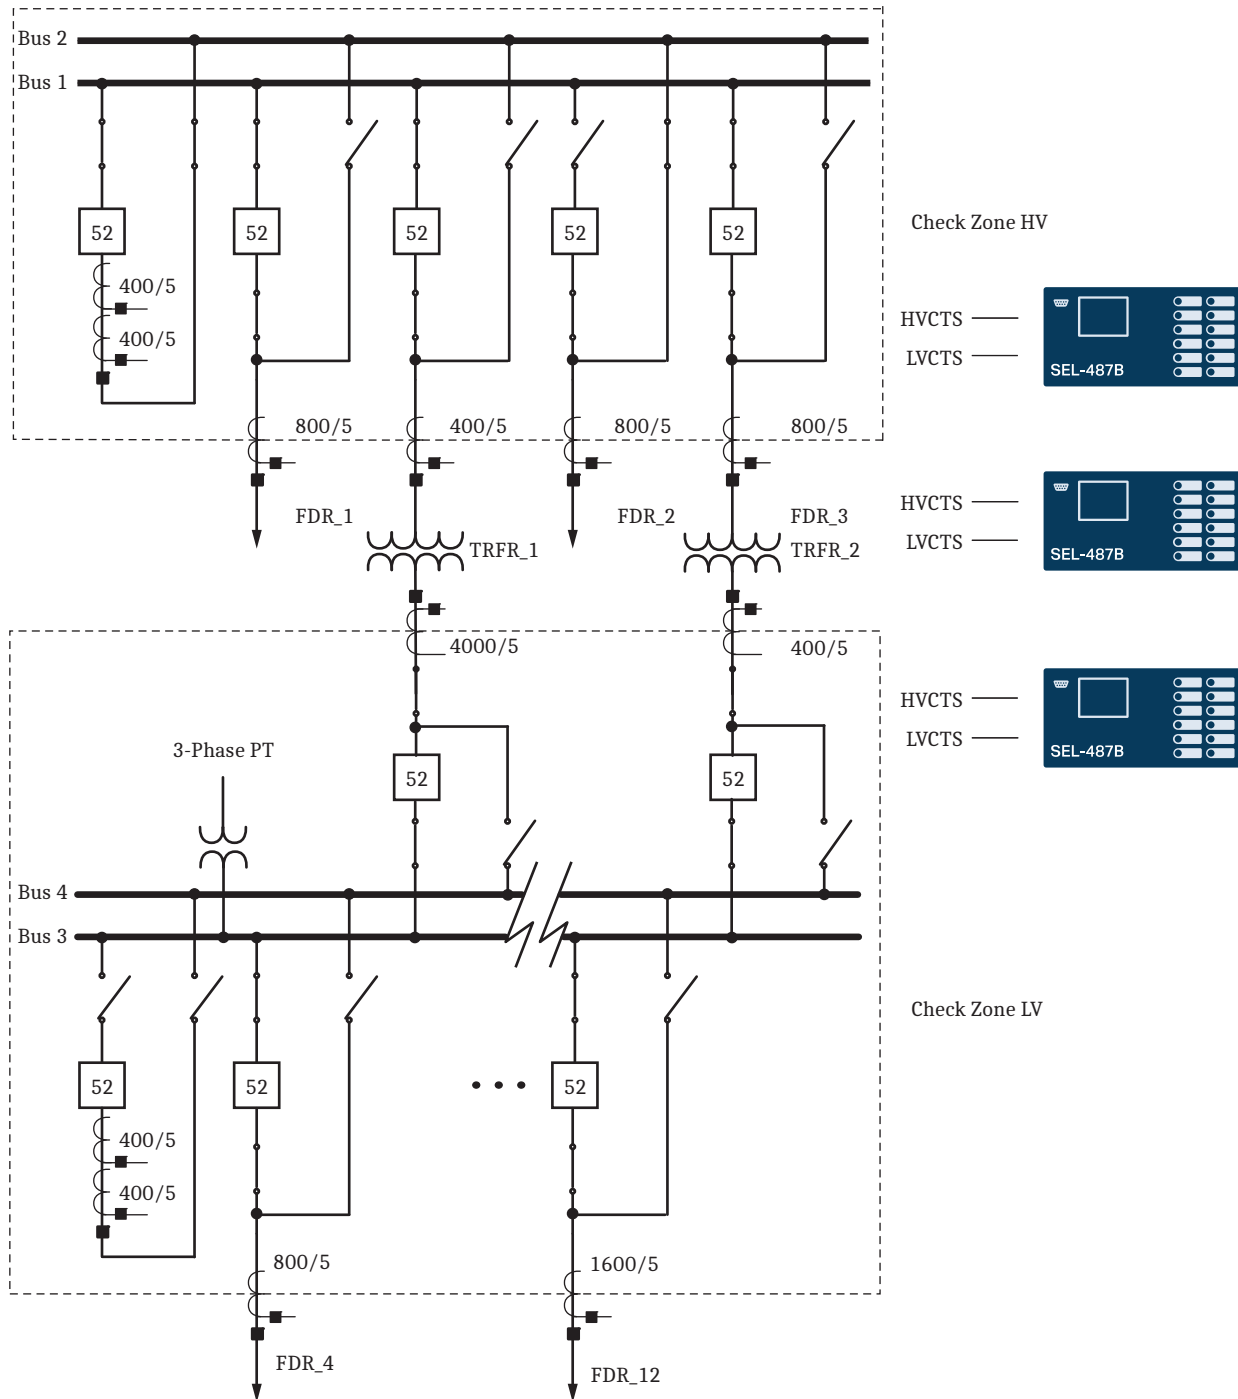 Bus 2
Bus 1
52
52
52
52
52
Check Zone HV
400/5
400/5
HVCTS
LVCTS
SEL-487B
800/5
400/5
800/5
800/5
FDR_1
TRFR_1
FDR_2
FDR_3
TRFR_2
HVCTS
LVCTS
SEL-487B
4000/5
400/5
HVCTS
LVCTS
SEL-487B
3-Phase PT
52
52
Bus 4
Bus 3
Check Zone LV
52
52
52
400/5
400/5
800/5
1600/5
FDR_4
FDR_12